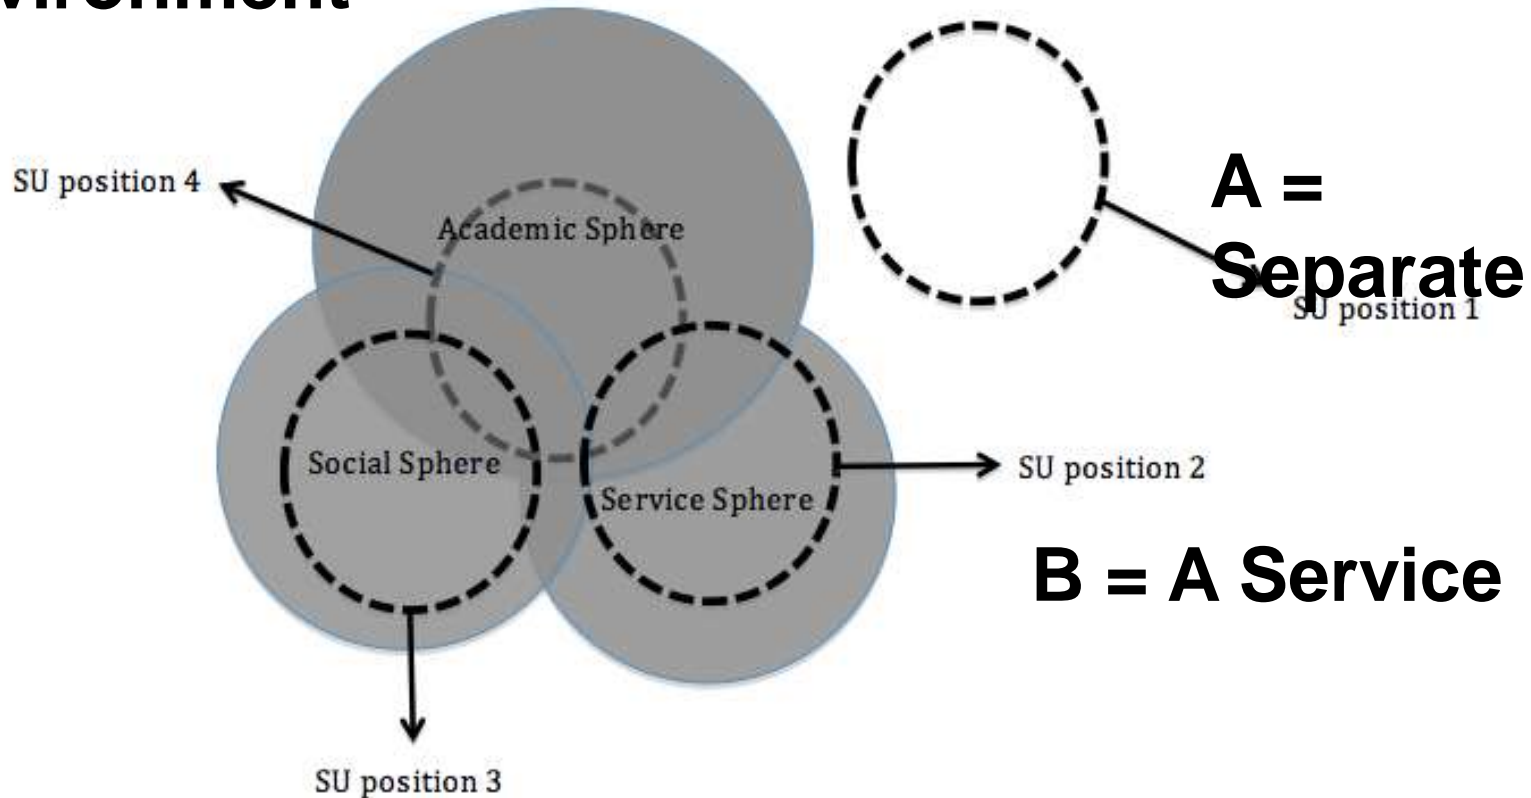 SU position 4
Academic Sphere
A =
Separate
SU position 1
Social Sphere
SU position 2
Service Sphere
B = A Service
SU position 3